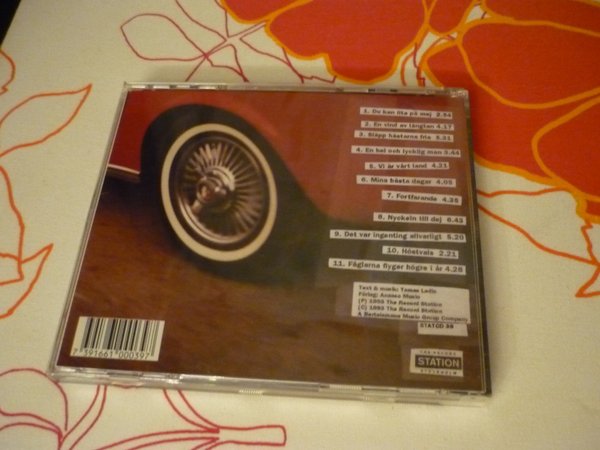 1. Du kan lita på mej 2.54
2. En vind av längtan 4.17
3. Släpp hästarna fria 5.31
4. En hel och lycklig man 3.44
5. Vi är vårt land 4.21
6. Mina bästa dagar 4.05
7. Fortfarande 4.35
8. Nyckeln till dej 6.43
9. Det var ingenting allvarligt 5.20
10. Höstvals 2.21
11. Fåglarna flyger högre i år 4.28
Text & musik: Tomas Ledin
Förlag: Anneco Music
The Record Station
The Record Station
A Bertelsmann Music Group Company
STATCD 39
7 391661 000397
THE RECORD
STATION
STOCKHOLM